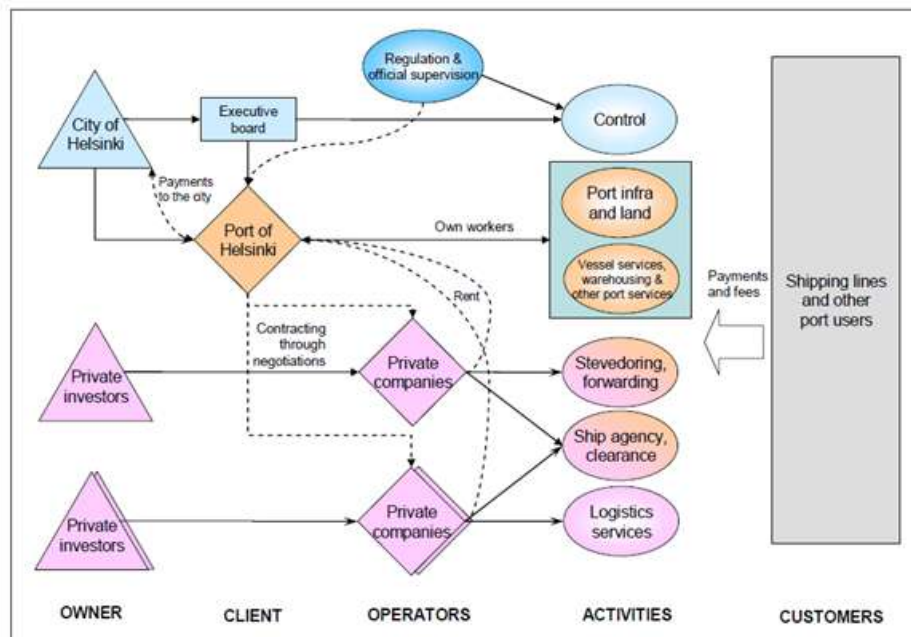 Regulation &
official supervision
City of
Helsinki
Executive
board
Control
Payments
to the city
Port infra
and land
Port of
Helsinki
Own workers
Vessel services,
warehousing &
other port services
Payments
and fees
Shipping lines
and other
port users
Rent
Contracting
through
negotiations
Private
investors
Private
companies
Stevedoring,
forwarding
Ship agency,
clearance
Private
investors
Private
companies
Logistics
services
OWNER
CLIENT
OPERATORS
ACTIVITIES
CUSTOMERS